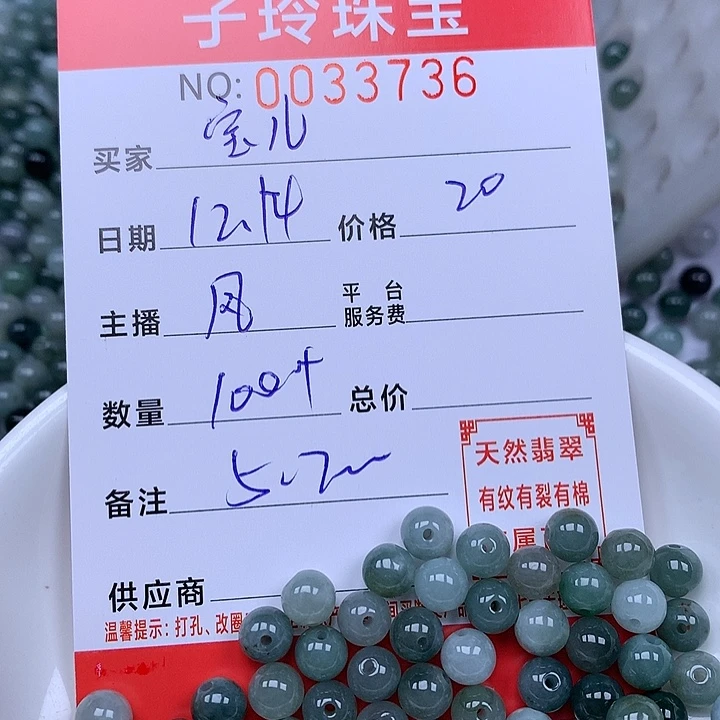 子玲珠宝
NO: 0033736
买家 宝儿
日期 12.14 价格 20
主播 风 平台服务费
数量 100个 总价
备注 5.7m
天然翡翠
有纹有裂有棉
供应商
温馨提示：打孔、改圈